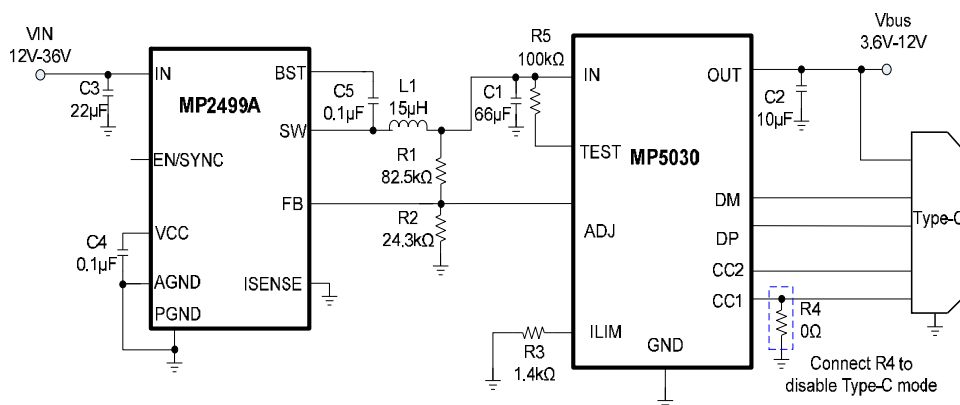 VIN
12V-36V
C3
22µF
IN
MP2499A
EN/SYNC
VCC
C4
0.1µF
AGND
PGND
BST
SW
FB
ISENSE
C5
0.1µF
L1
15µH
R1
82.5kΩ
R2
24.3kΩ
R5
100kΩ
C1
66µF
R3
1.4kΩ
IN
TEST
MP5030
ADJ
ILIM
GND
OUT
DM
DP
CC2
CC1
C2
10µF
Vbus
3.6V-12V
Type-C
R4
0Ω
Connect R4 to
disable Type-C mode